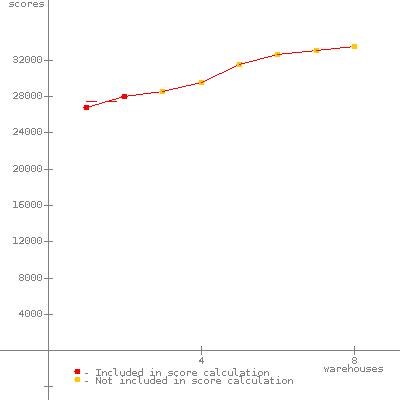 scores
32000
28000
24000
20000
16000
12000
8000
4000
4 8
warehouses
- Included in score calculation
- Not included in score calculation